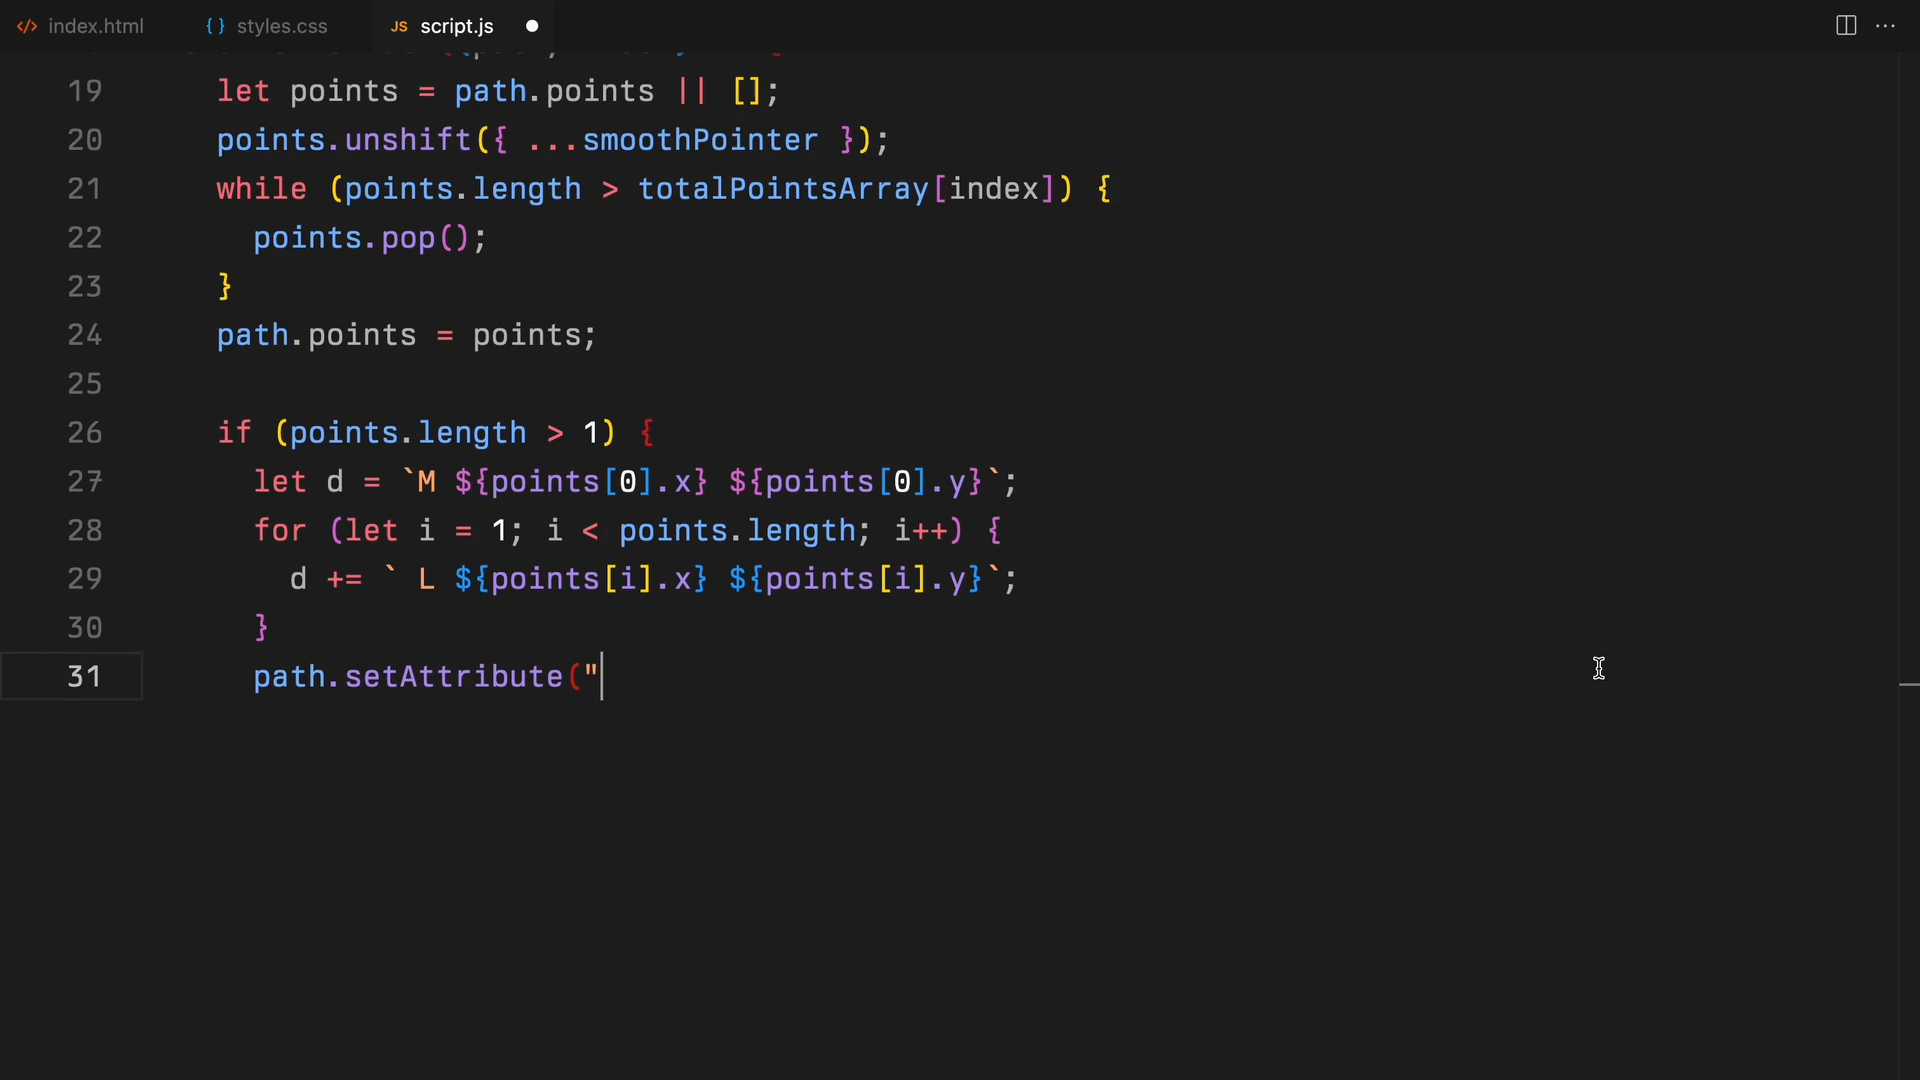 index.html
{} styles.css
JS script.js
19 let points = path.points || [];
20 points.unshift({ ...smoothPointer });
21 while (points.length > totalPointsArray[index]) {
22 points.pop();
23 }
24 path.points = points;
25
26 if (points.length > 1) {
27 let d = `M ${points[0].x} ${points[0].y}`;
28 for (let i = 1; i < points.length; i++) {
29 d += ` L ${points[i].x} ${points[i].y}`;
30 }
31 path.setAttribute("